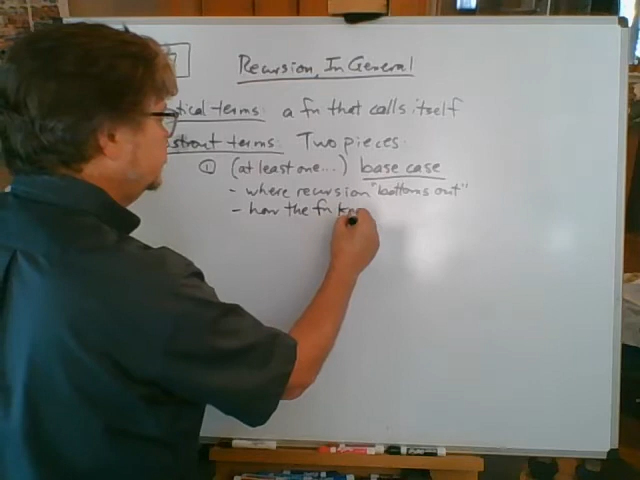 Recursion, In General
tical terms: a fn that calls itself
stract terms: Two pieces:
① (at least one...) base case
- where recursion "bottoms out"
- how the fn kn